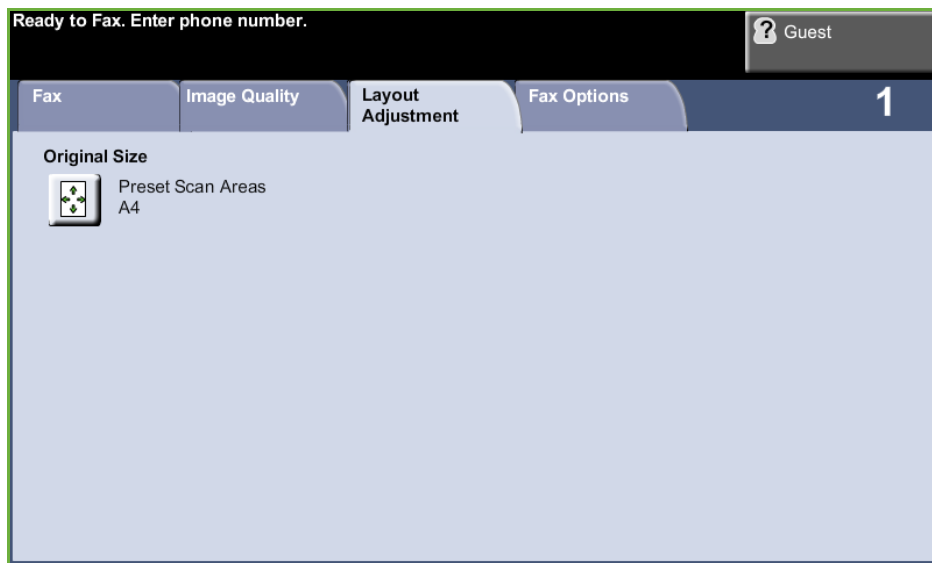 Ready to Fax. Enter phone number.
Guest
Fax
Image Quality
Layout
Adjustment
Fax Options
1
Original Size
Preset Scan Areas
A4